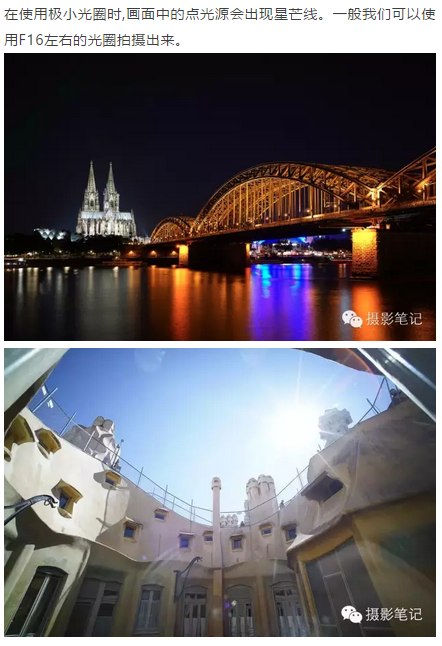 在使用极小光圈时,画面中的点光源会出现星芒线。一般我们可以使
用F16左右的光圈拍摄出来。
摄影笔记
摄影笔记